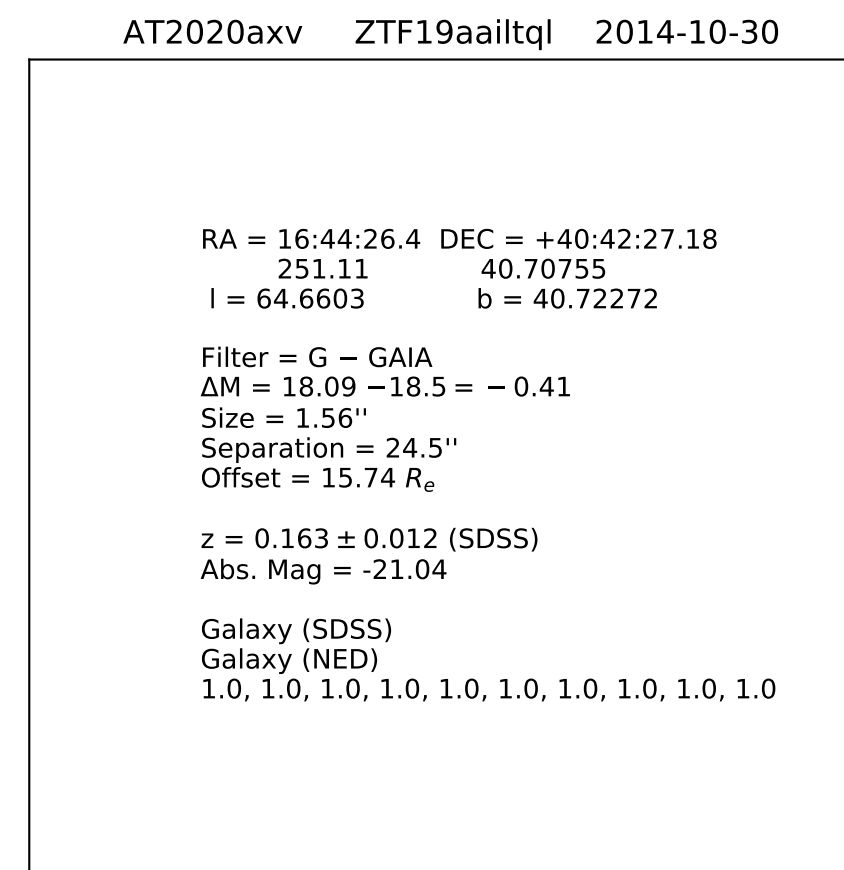 AT2020axv ZTF19aailtql 2014-10-30
RA = 16:44:26.4 DEC = +40:42:27.18
251.11 40.70755
l = 64.6603 b = 40.72272
Filter = G − GAIA
ΔM = 18.09 −18.5 = − 0.41
Size = 1.56''
Separation = 24.5''
Offset = 15.74 Re
z = 0.163 ± 0.012 (SDSS)
Abs. Mag = -21.04
Galaxy (SDSS)
Galaxy (NED)
1.0, 1.0, 1.0, 1.0, 1.0, 1.0, 1.0, 1.0, 1.0, 1.0